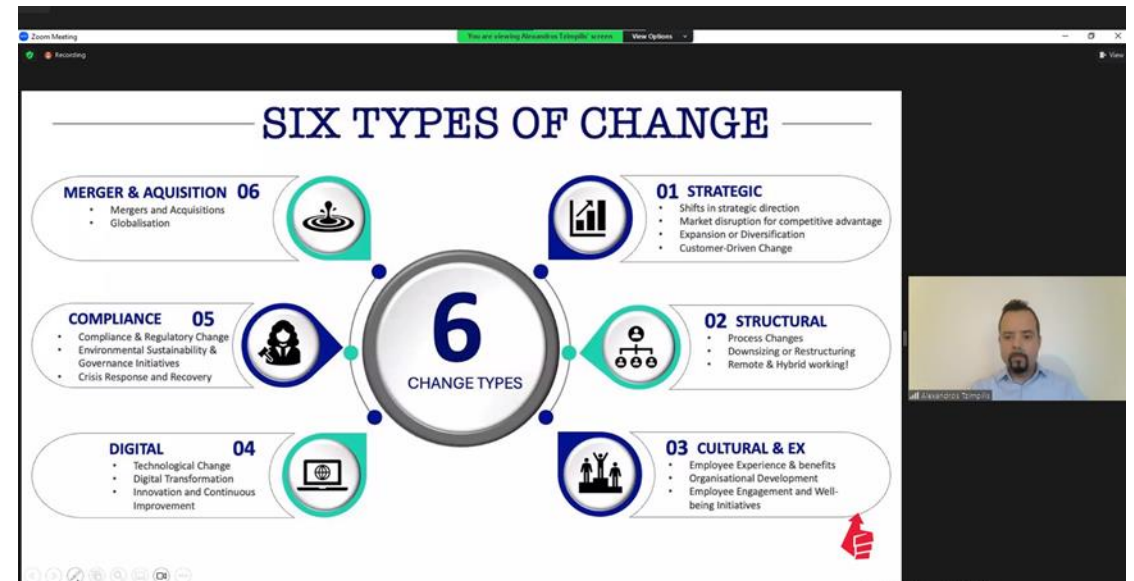 Zoom Meeting
You are viewing Alexandros Tzimpilis' screen
View Options
Recording
View
SIX TYPES OF CHANGE
MERGER & AQUISITION 06
• Mergers and Acquisitions
• Globalisation
01 STRATEGIC
• Shifts in strategic direction
• Market disruption for competitive advantage
• Expansion or Diversification
• Customer-Driven Change
COMPLIANCE 05
• Compliance & Regulatory Change
• Environmental Sustainability &
Governance Initiatives
• Crisis Response and Recovery
6
CHANGE TYPES
02 STRUCTURAL
• Process Changes
• Downsizing or Restructuring
• Remote & Hybrid working!
DIGITAL 04
• Technological Change
• Digital Transformation
• Innovation and Continuous
Improvement
03 CULTURAL & EX
• Employee Experience & benefits
• Organisational Development
• Employee Engagement and Well-
being Initiatives
Alexandros Tzimpilis